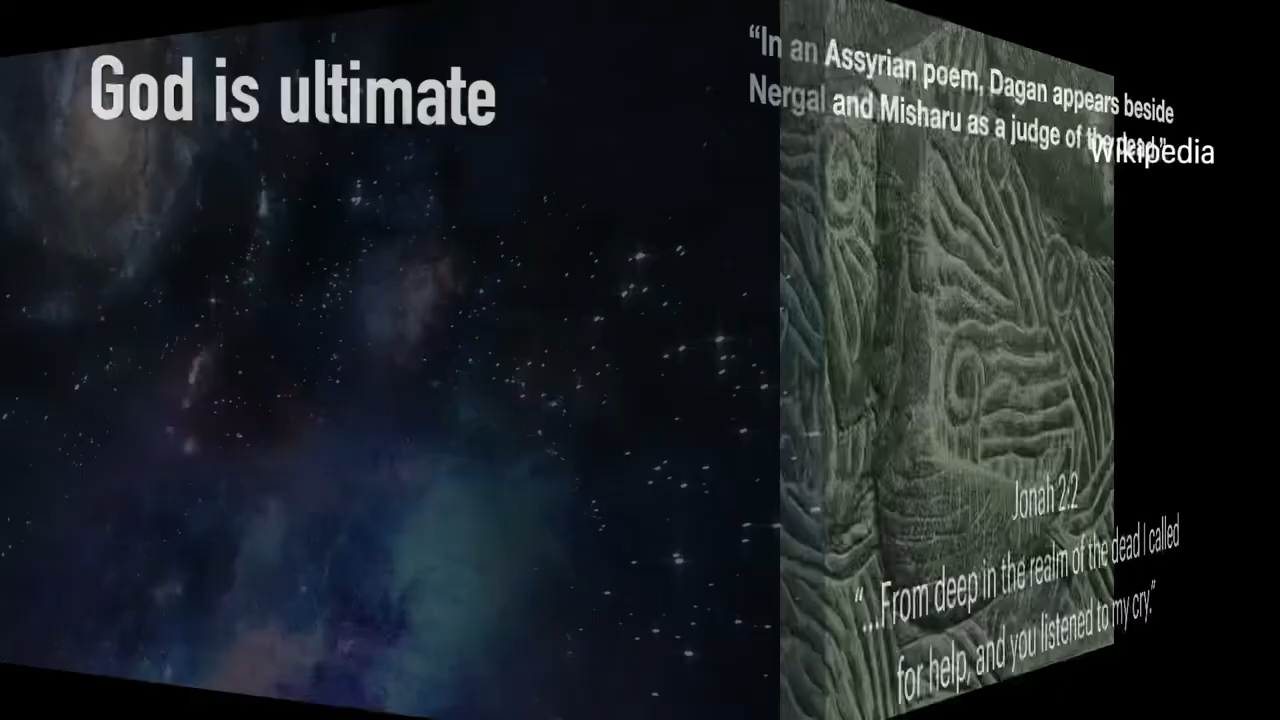 God is ultimate
“In an Assyrian poem, Dagan appears beside
Nergal and Misharu as a judge of the dead”
Wikipedia
Jonah 2:2
“...From deep in the realm of the dead I called
for help, and you listened to my cry.”